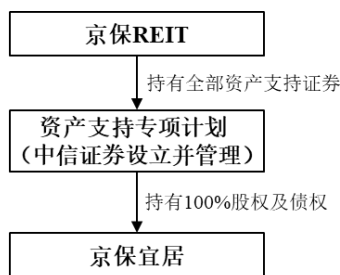 京保REIT
持有全部资产支持证券
资产支持专项计划
（中信证券设立并管理）
持有100%股权及债权
京保宜居